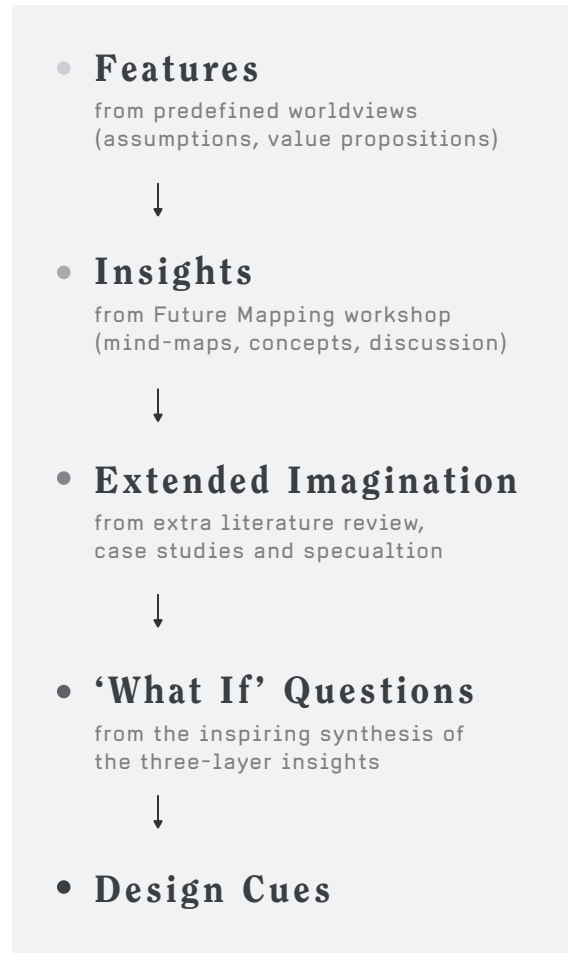 Features
from predefined worldviews
(assumptions, value propositions)
Insights
from Future Mapping workshop
(mind-maps, concepts, discussion)
Extended Imagination
from extra literature review,
case studies and specualtion
‘What If’ Questions
from the inspiring synthesis of
the three-layer insights
Design Cues